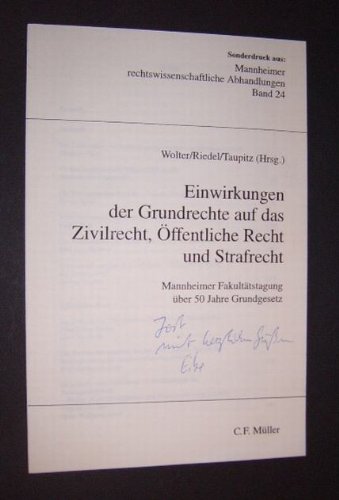 Sonderdruck aus:
Mannheimer
rechtswissenschaftliche Abhandlungen
Band 24
Wolter/Riedel/Taupitz (Hrsg.)
Einwirkungen
der Grundrechte auf das
Zivilrecht, Öffentliche Recht
und Strafrecht
Mannheimer Fakultätstagung
über 50 Jahre Grundgesetz
mit herzlichen Grüßen
C.F. Müller